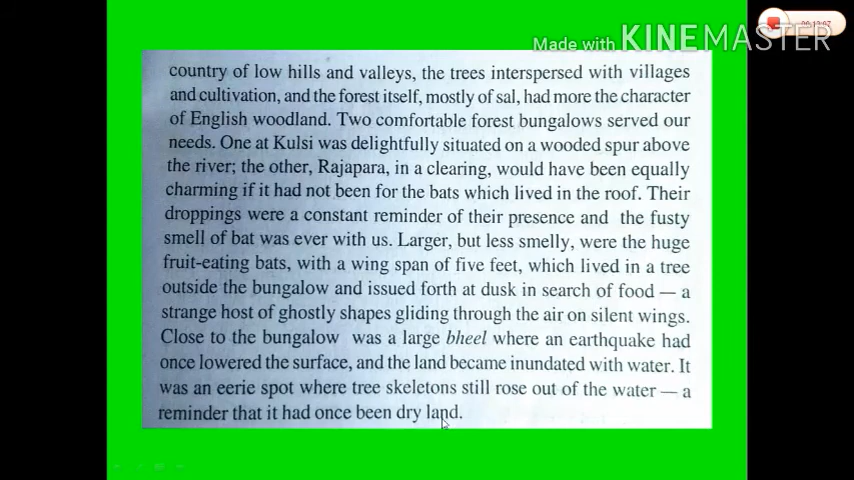 Made with KINEMASTER
00:13:07
country of low hills and valleys, the trees interspersed with villages
and cultivation, and the forest itself, mostly of sal, had more the character
of English woodland. Two comfortable forest bungalows served our
needs. One at Kulsi was delightfully situated on a wooded spur above
the river; the other, Rajapara, in a clearing, would have been equally
charming if it had not been for the bats which lived in the roof. Their
droppings were a constant reminder of their presence and the fusty
smell of bat was ever with us. Larger, but less smelly, were the huge
fruit-eating bats, with a wing span of five feet, which lived in a tree
outside the bungalow and issued forth at dusk in search of food — a
strange host of ghostly shapes gliding through the air on silent wings.
Close to the bungalow was a large bheel where an earthquake had
once lowered the surface, and the land became inundated with water. It
was an eerie spot where tree skeletons still rose out of the water — a
reminder that it had once been dry land.